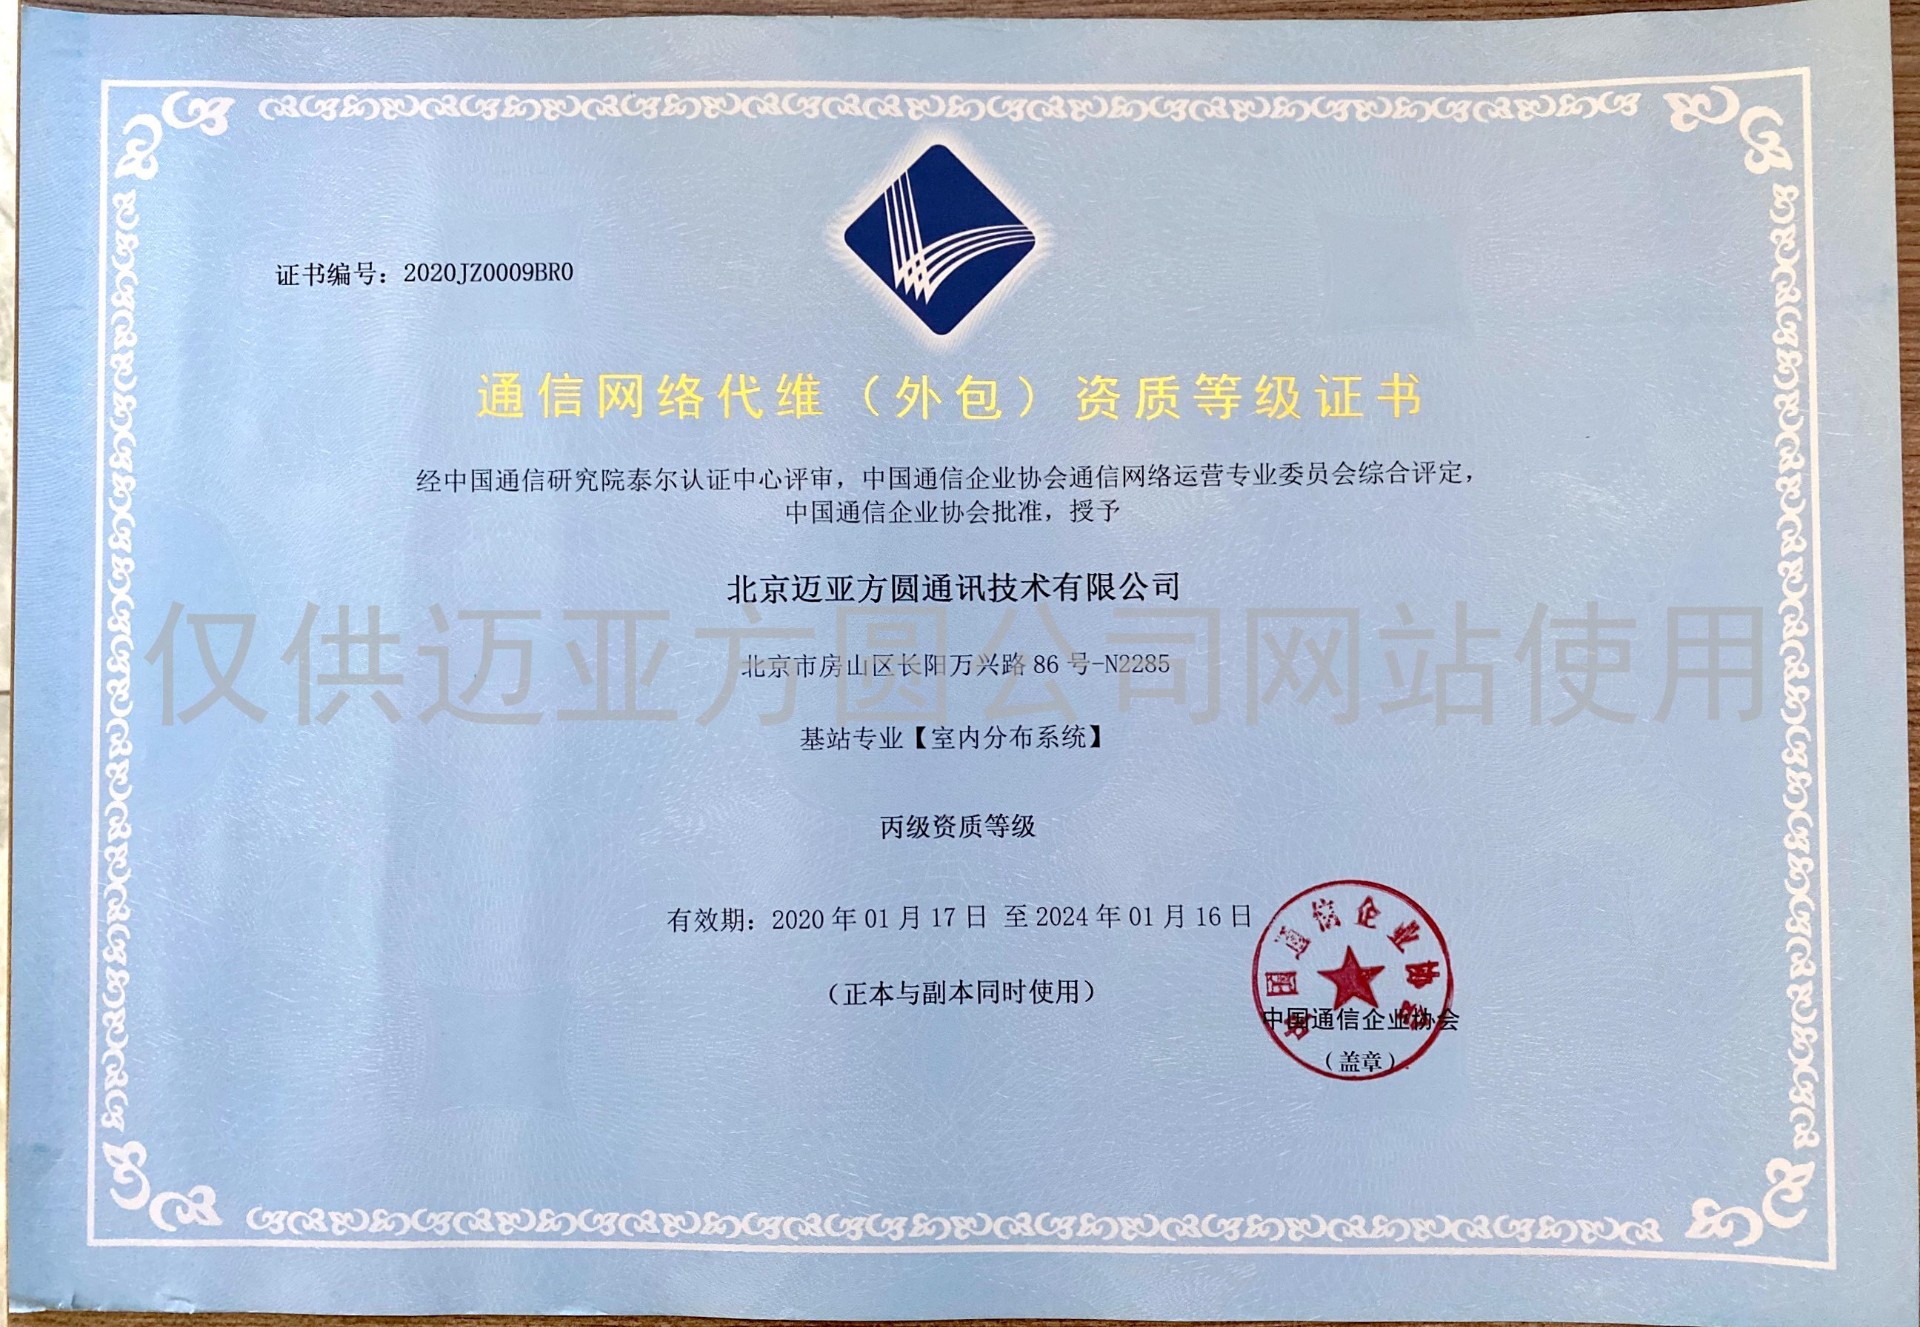 证书编号：2020JZ0009BR0
通信网络代维（外包）资质等级证书
经中国通信研究院泰尔认证中心评审，中国通信企业协会通信网络运营专业委员会综合评定，
中国通信企业协会批准，授予
北京迈亚方圆通讯技术有限公司
仅供迈亚方圆公司网站使用
北京市房山区长阳万兴路86号-N2285
基站专业【室内分布系统】
丙级资质等级
有效期：2020年01月17日 至2024年01月16日
（正本与副本同时使用）
中国通信企业协会
中国通信企业协会
（盖章）